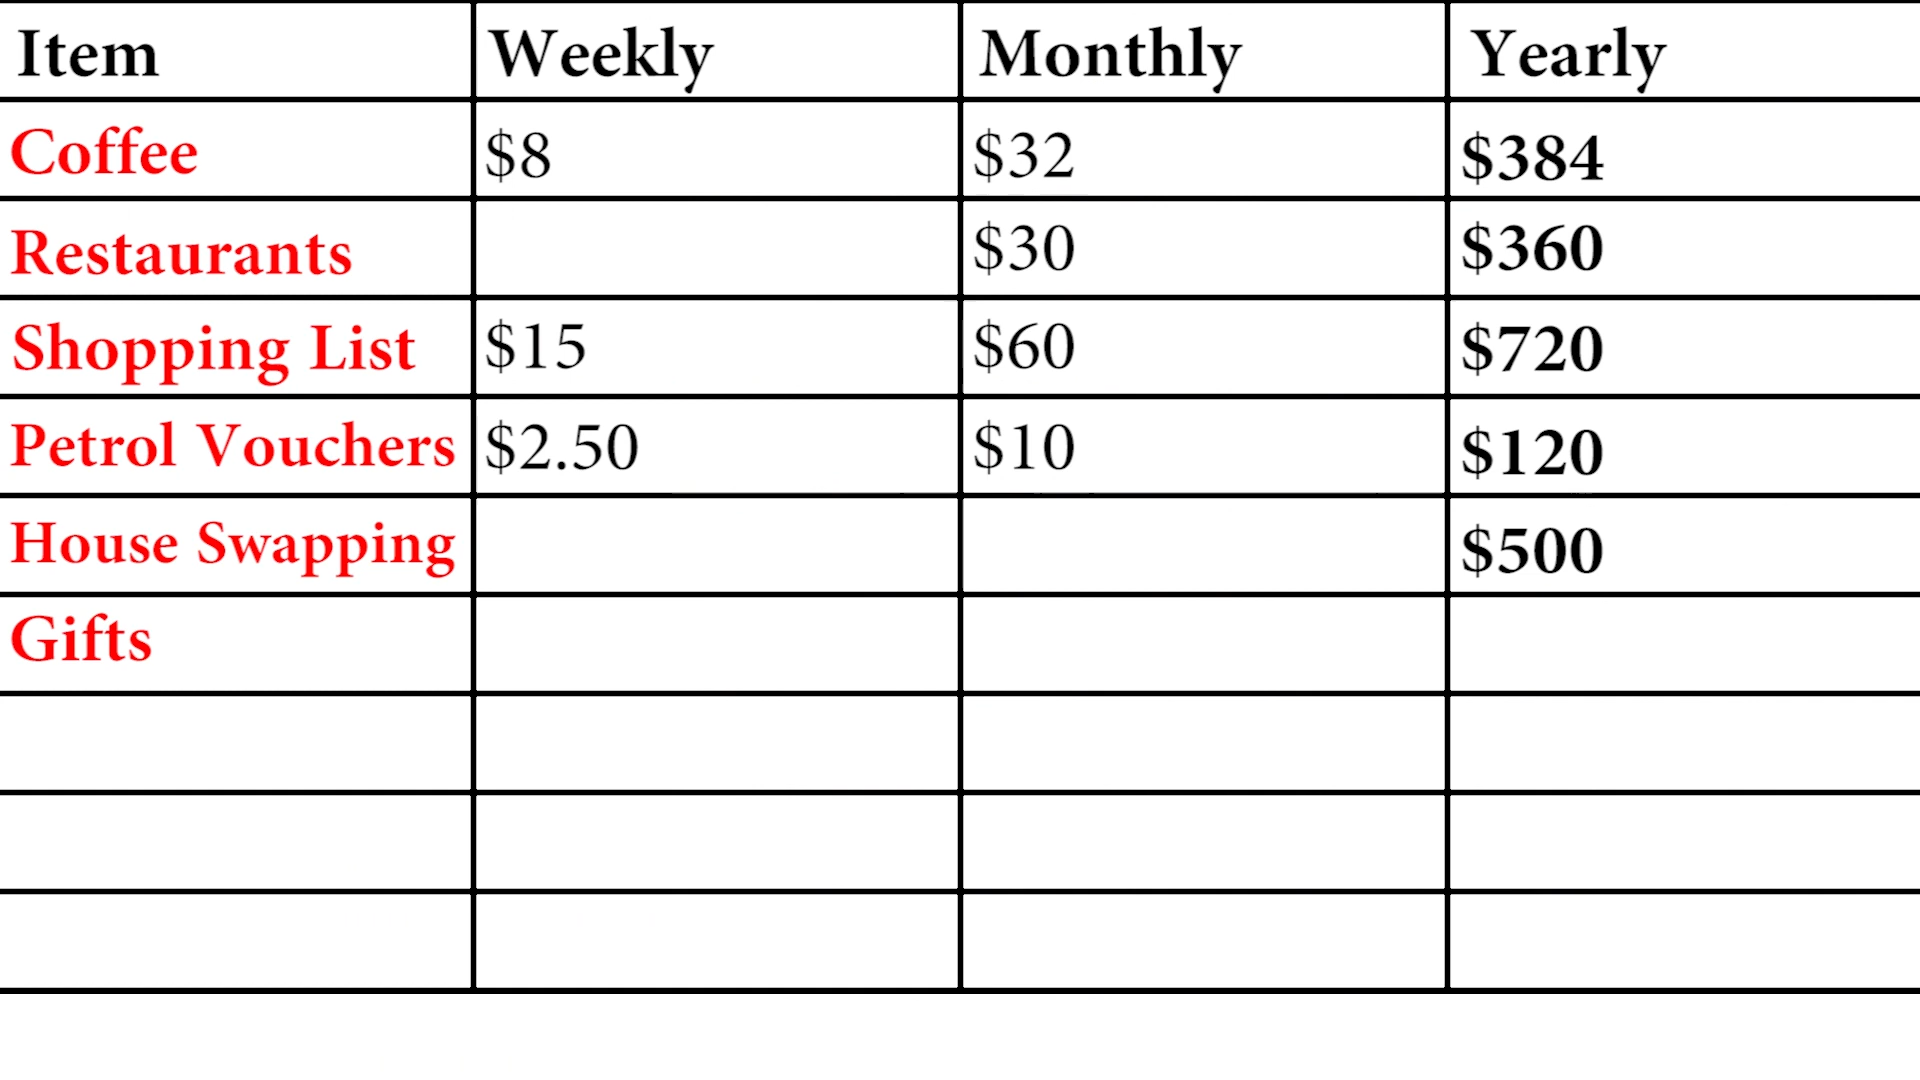 Item Weekly Monthly Yearly
Coffee $8 $32 $384
Restaurants $30 $360
Shopping List $15 $60 $720
Petrol Vouchers $2.50 $10 $120
House Swapping $500
Gifts